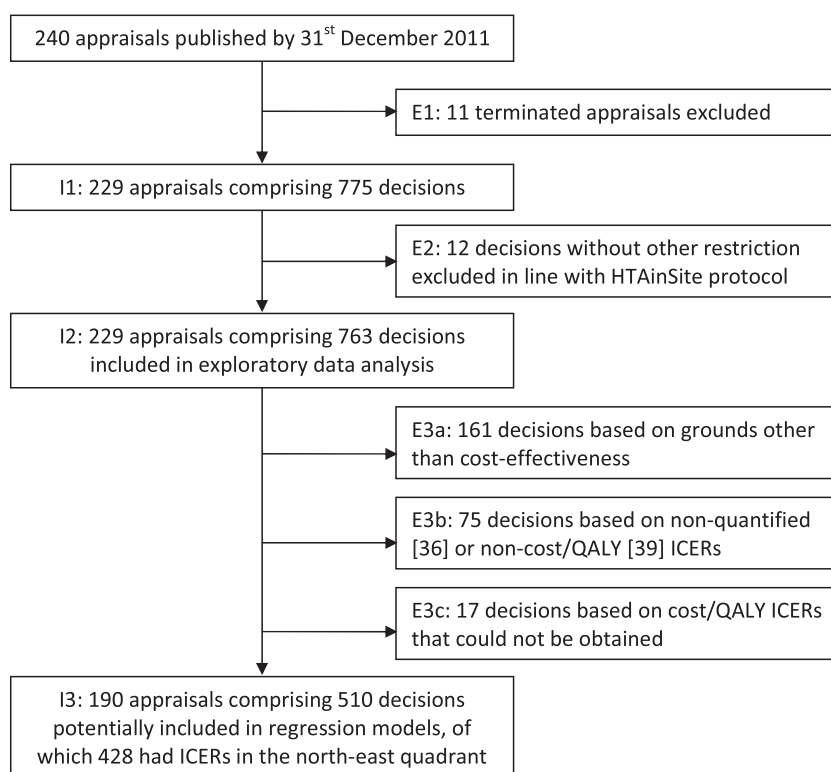 240 appraisals published by 31st December 2011
E1: 11 terminated appraisals excluded
I1: 229 appraisals comprising 775 decisions
E2: 12 decisions without other restriction
excluded in line with HTAinSite protocol
I2: 229 appraisals comprising 763 decisions
included in exploratory data analysis
E3a: 161 decisions based on grounds other
than cost-effectiveness
E3b: 75 decisions based on non-quantified
[36] or non-cost/QALY [39] ICERs
E3c: 17 decisions based on cost/QALY ICERs
that could not be obtained
I3: 190 appraisals comprising 510 decisions
potentially included in regression models, of
which 428 had ICERs in the north-east quadrant